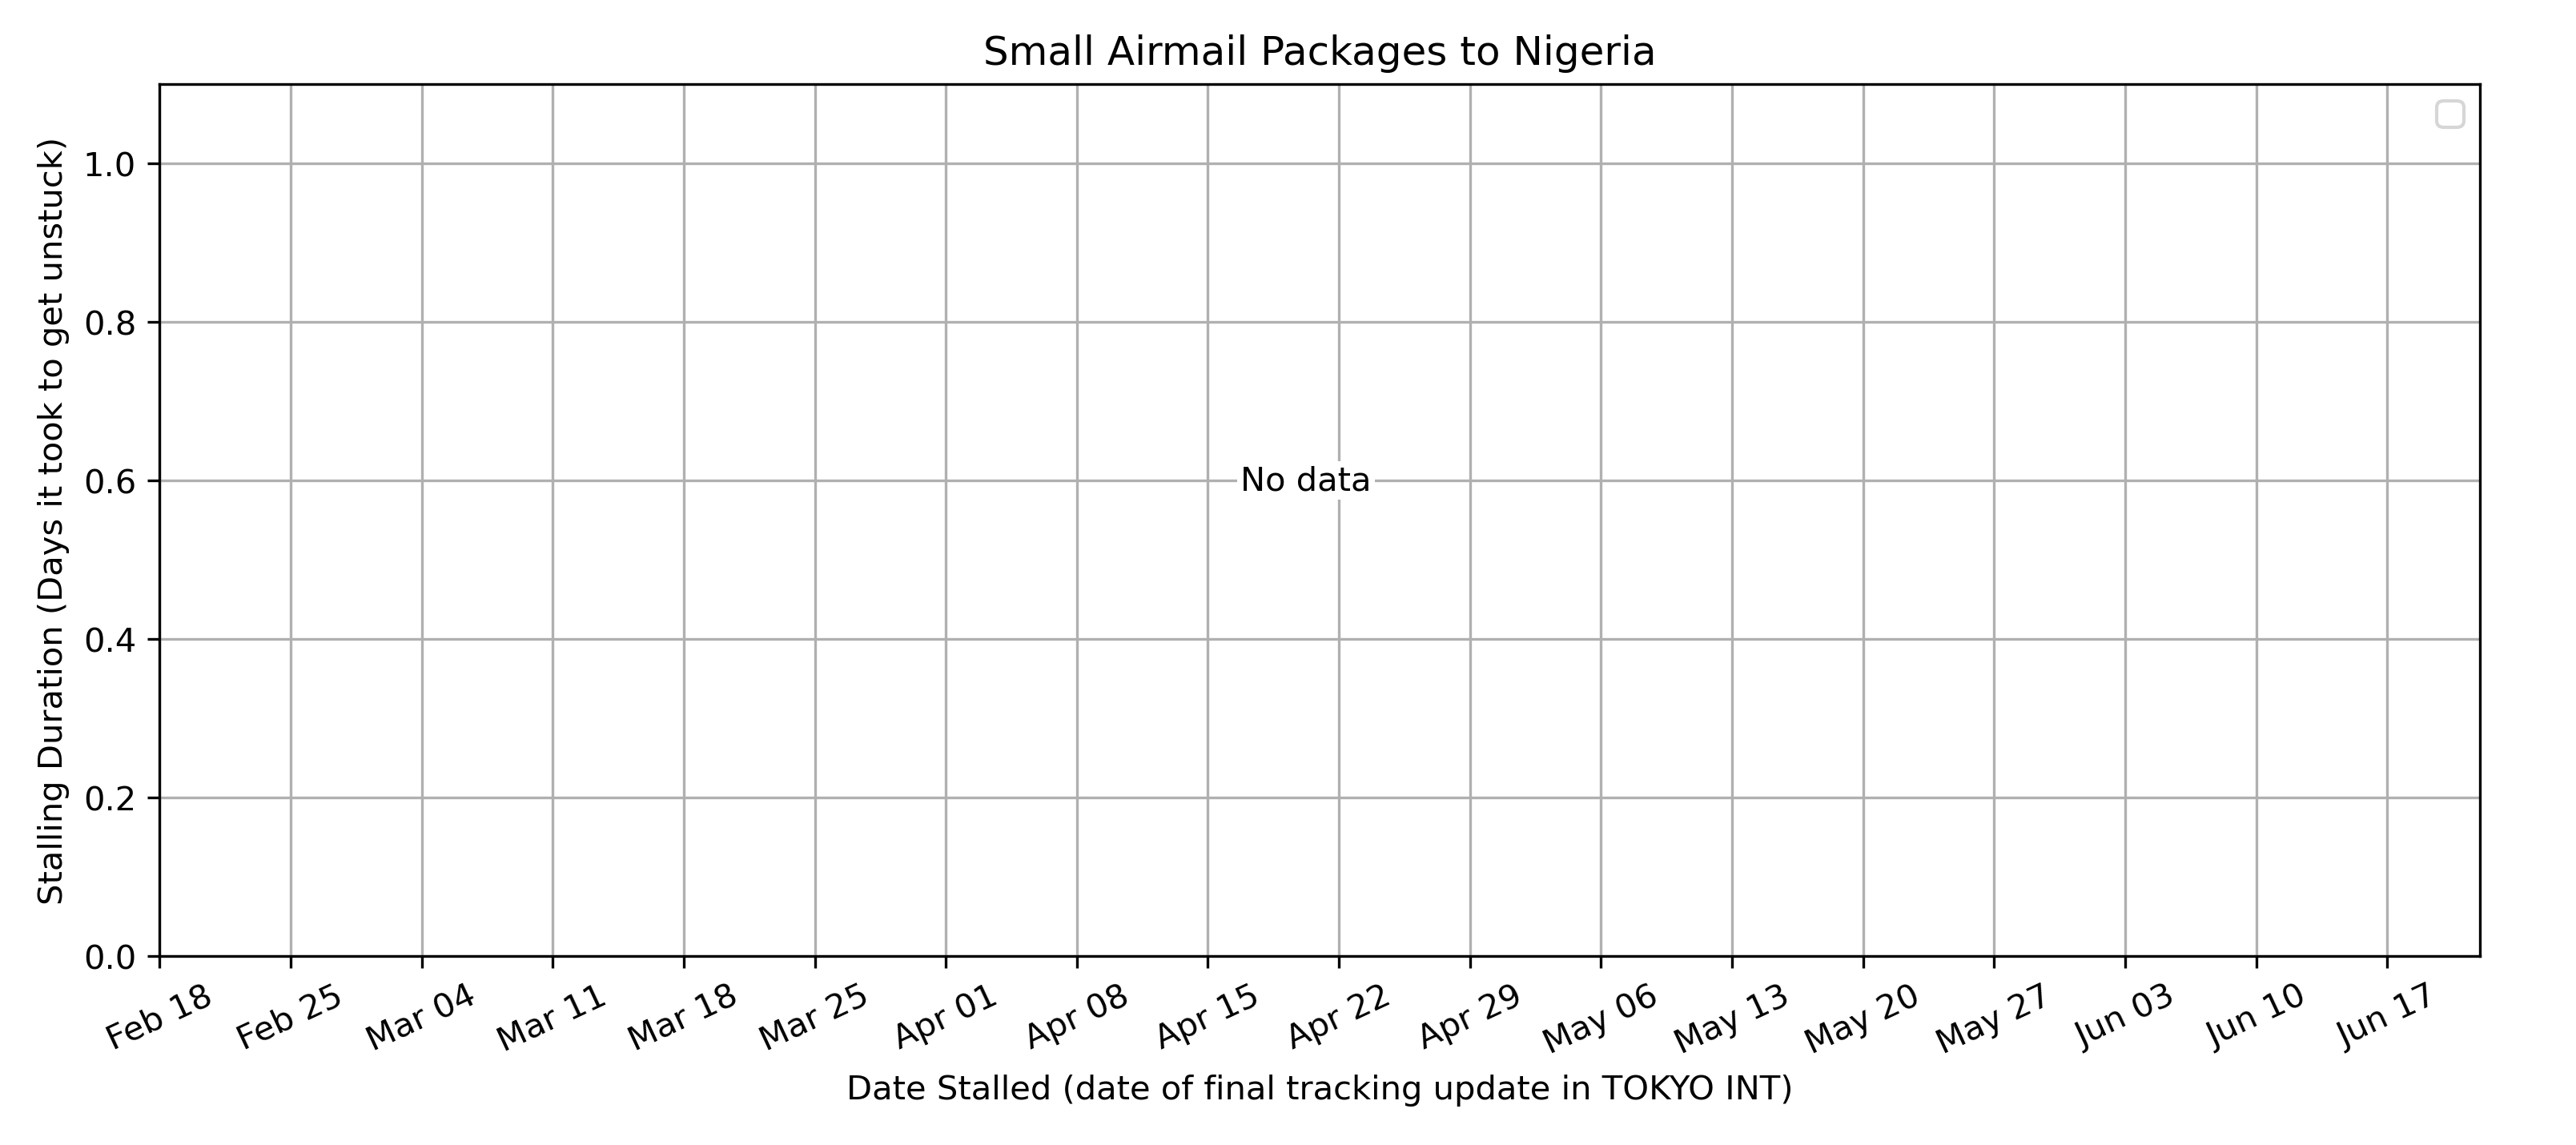 Small Airmail Packages to Nigeria
Stalling Duration (Days it took to get unstuck)
1.0
0.8
0.6
0.4
0.2
0.0
No data
Feb 18
Feb 25
Mar 04
Mar 11
Mar 18
Mar 25
Apr 01
Apr 08
Apr 15
Apr 22
Apr 29
May 06
May 13
May 20
May 27
Jun 03
Jun 10
Jun 17
Date Stalled (date of final tracking update in TOKYO INT)